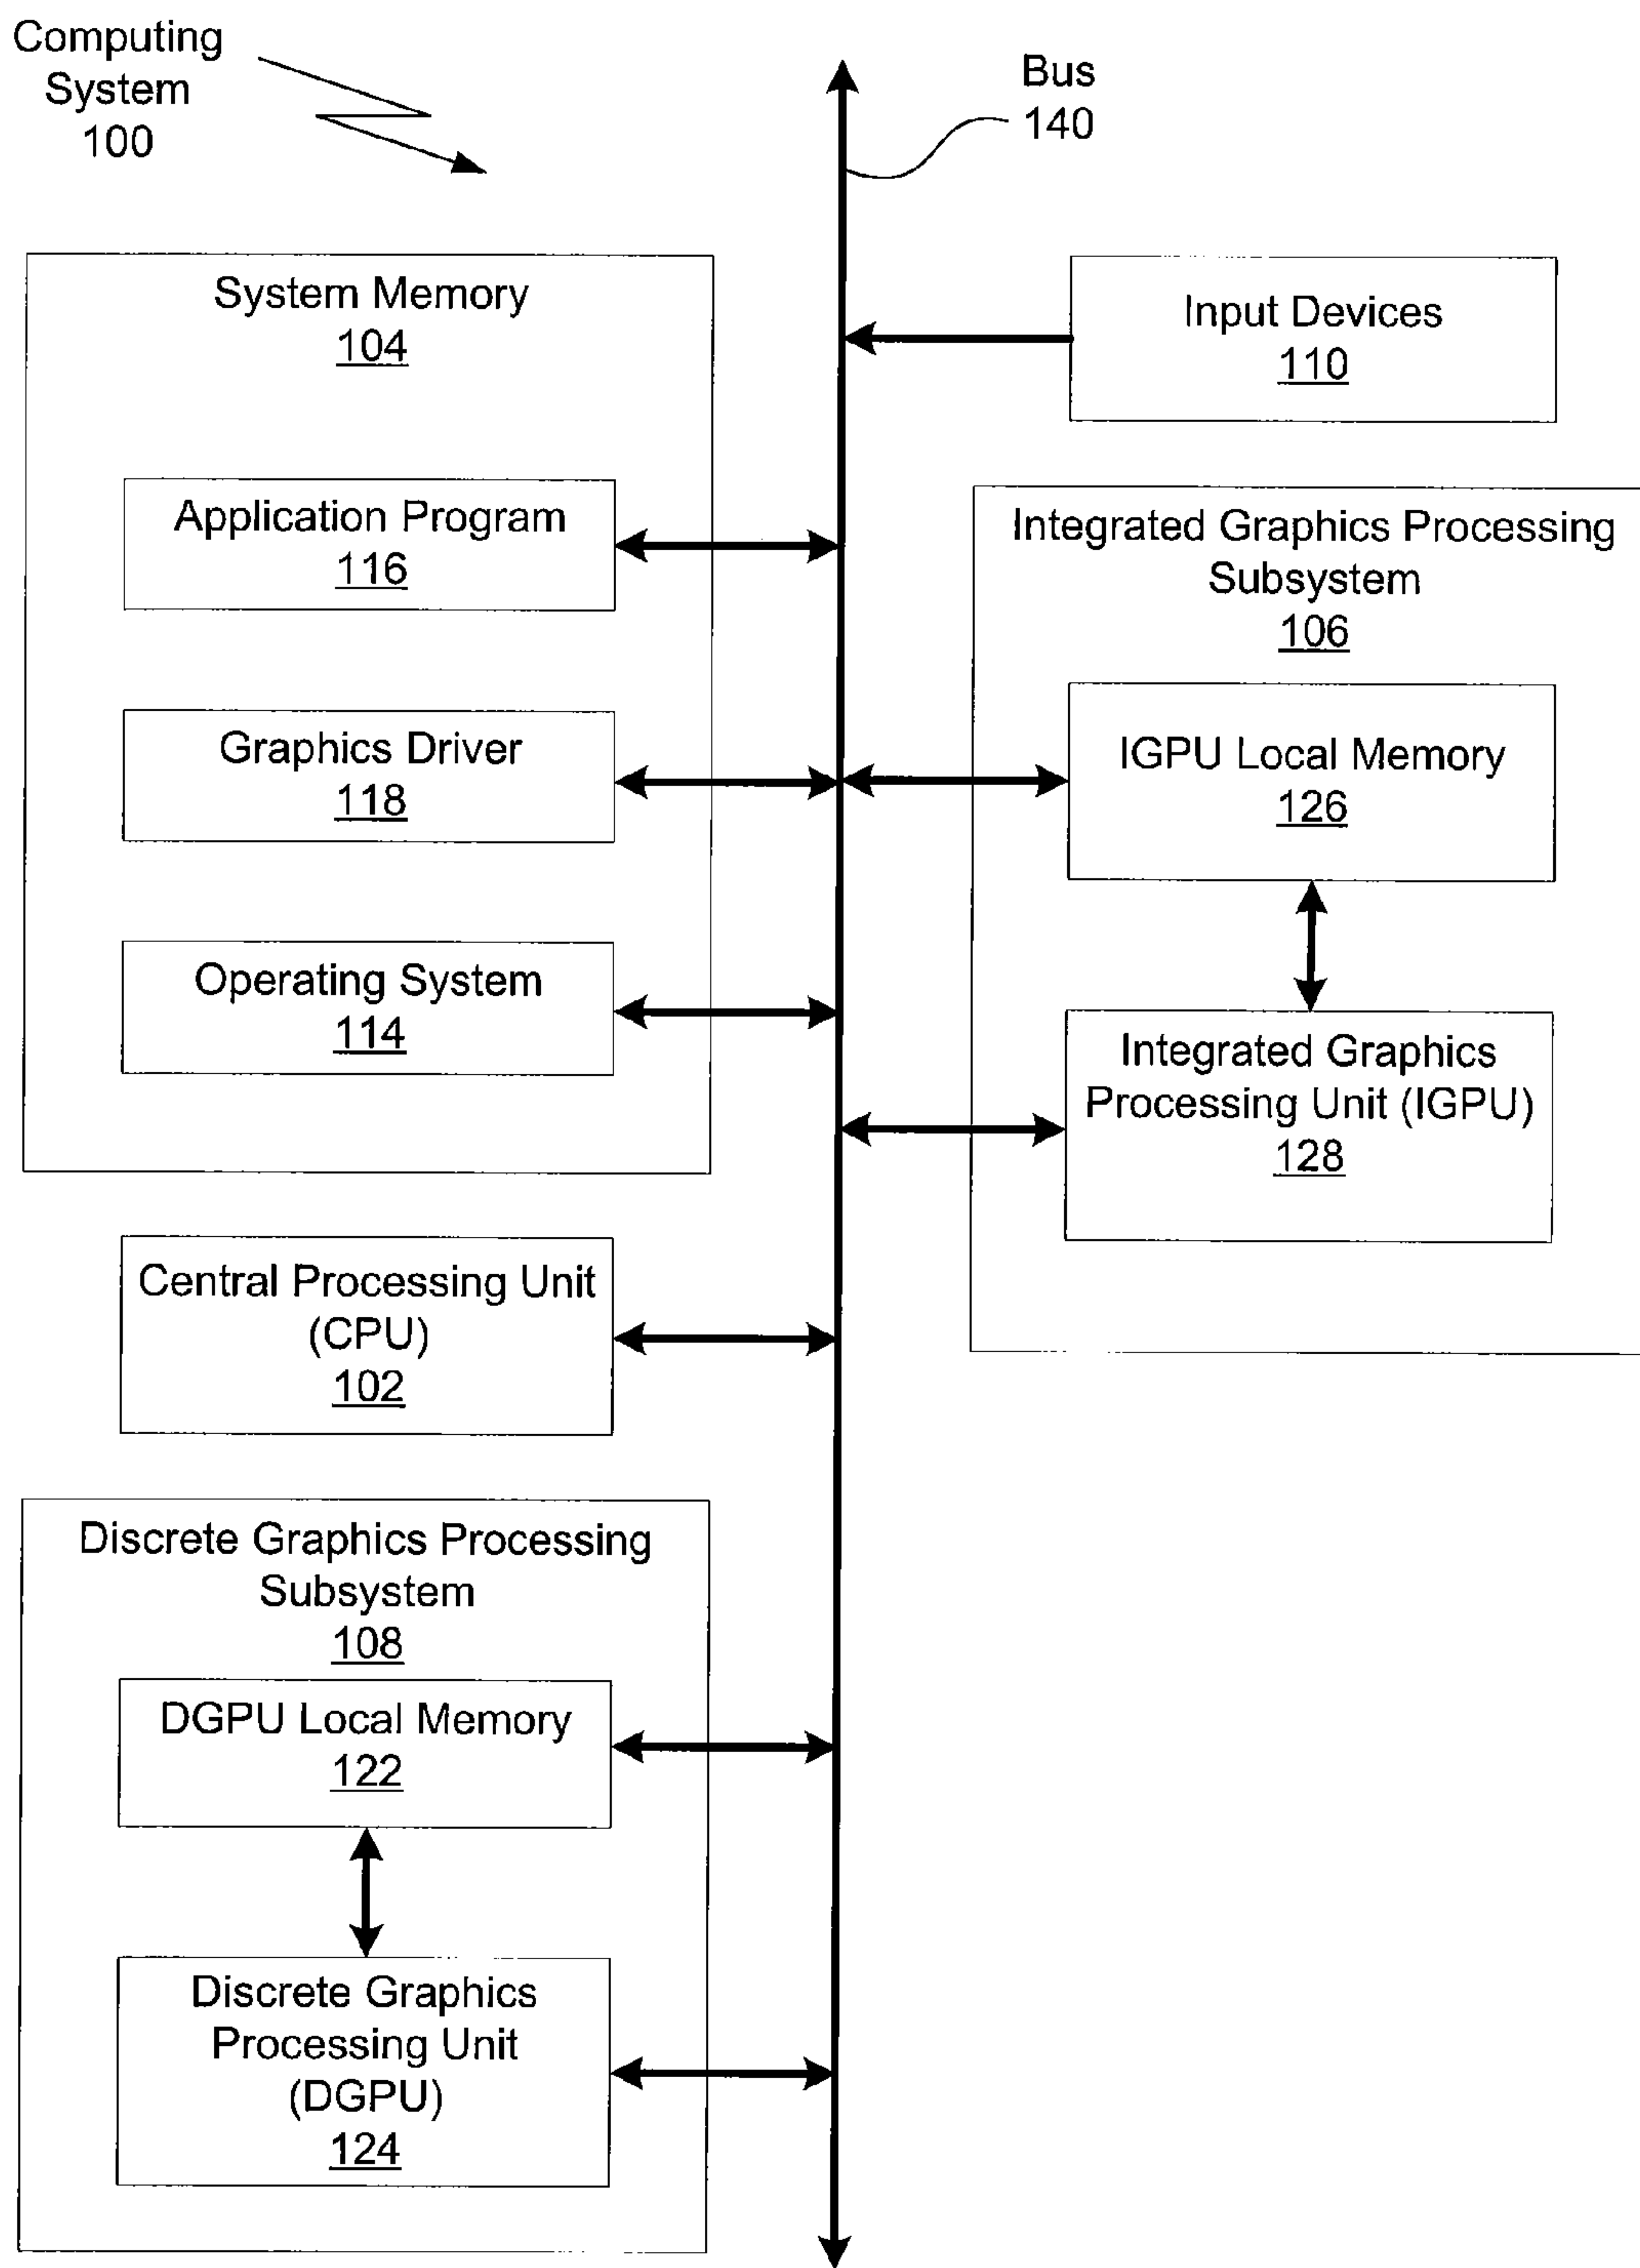 Computing
System
100
Bus
140
System Memory
104
Application Program
116
Graphics Driver
118
Operating System
114
Central Processing Unit
(CPU)
102
Discrete Graphics Processing
Subsystem
108
DGPU Local Memory
122
Discrete Graphics
Processing Unit
(DGPU)
124
Input Devices
110
Integrated Graphics Processing
Subsystem
106
IGPU Local Memory
126
Integrated Graphics
Processing Unit (IGPU)
128